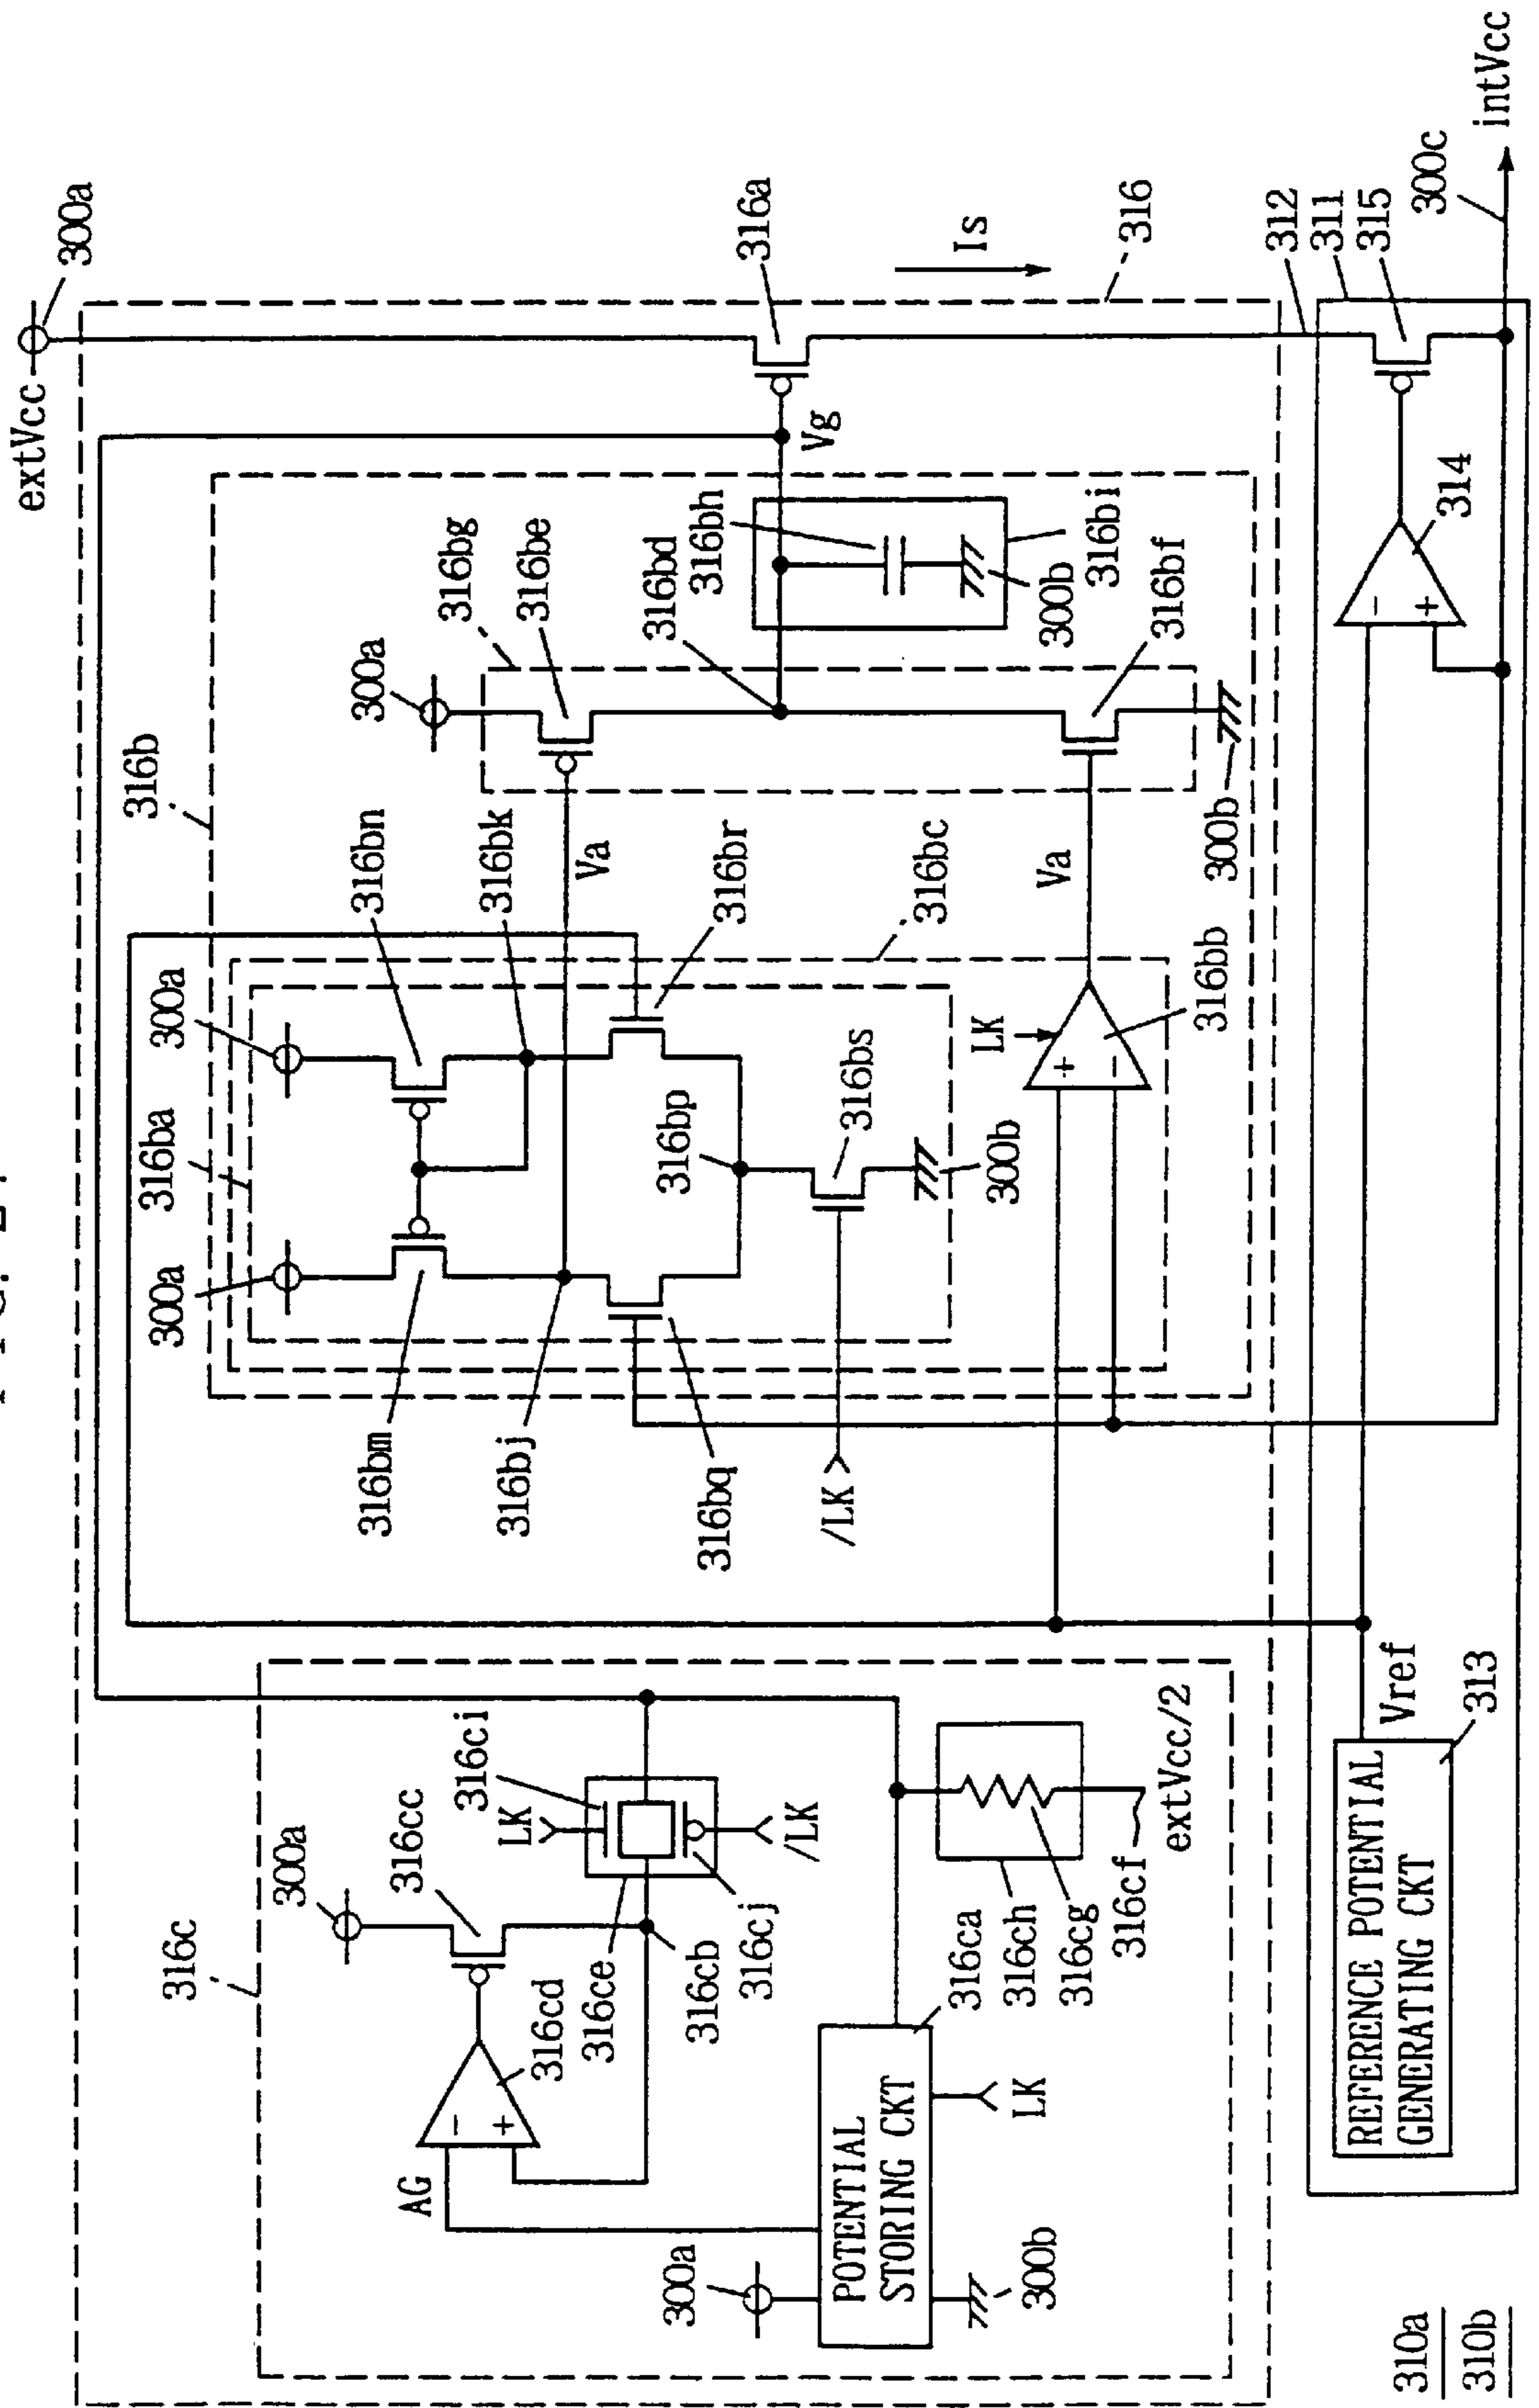 extVcc
300a
316
316b
316bg
300a
316be
316bd
316bh
300b
316bi
316bf
Vg
316a
Is
312
311
315
300c
intVcc
314
316ba
300a
300a
316bn
316bk
Va
316br
316bc
Va
300b
316bm
316bj
316bq
316bp
316bs
300b
/LK
LK
+
-
316bb
-
+
316c
300a
316cc
316cd
-
+
AG
316ce
316cb
316cj
316ci
LK
/LK
300a
POTENTIAL
STORING CKT
300b
LK
316ca
316ch
316cg
316cf
extVcc/2
Vref
313
REFERENCE POTENTIAL
GENERATING CKT
310a
310b